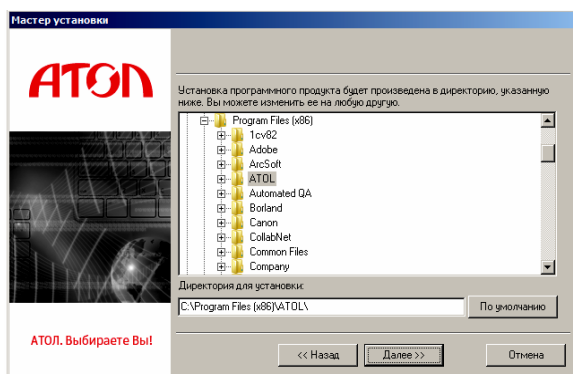 Мастер установки
АТОЛ
Установка программного продукта будет произведена в директорию, указанную
ниже. Вы можете изменить ее на любую другую.
Program Files (x86)
1cv82
Adobe
ArcSoft
ATOL
Automated QA
Borland
Canon
CollabNet
Common Files
Company
Директория для установки:
C:\Program Files (x86)\ATOL\
По умолчанию
АТОЛ. Выбираете Вы!
<< Назад
Далее >>
Отмена